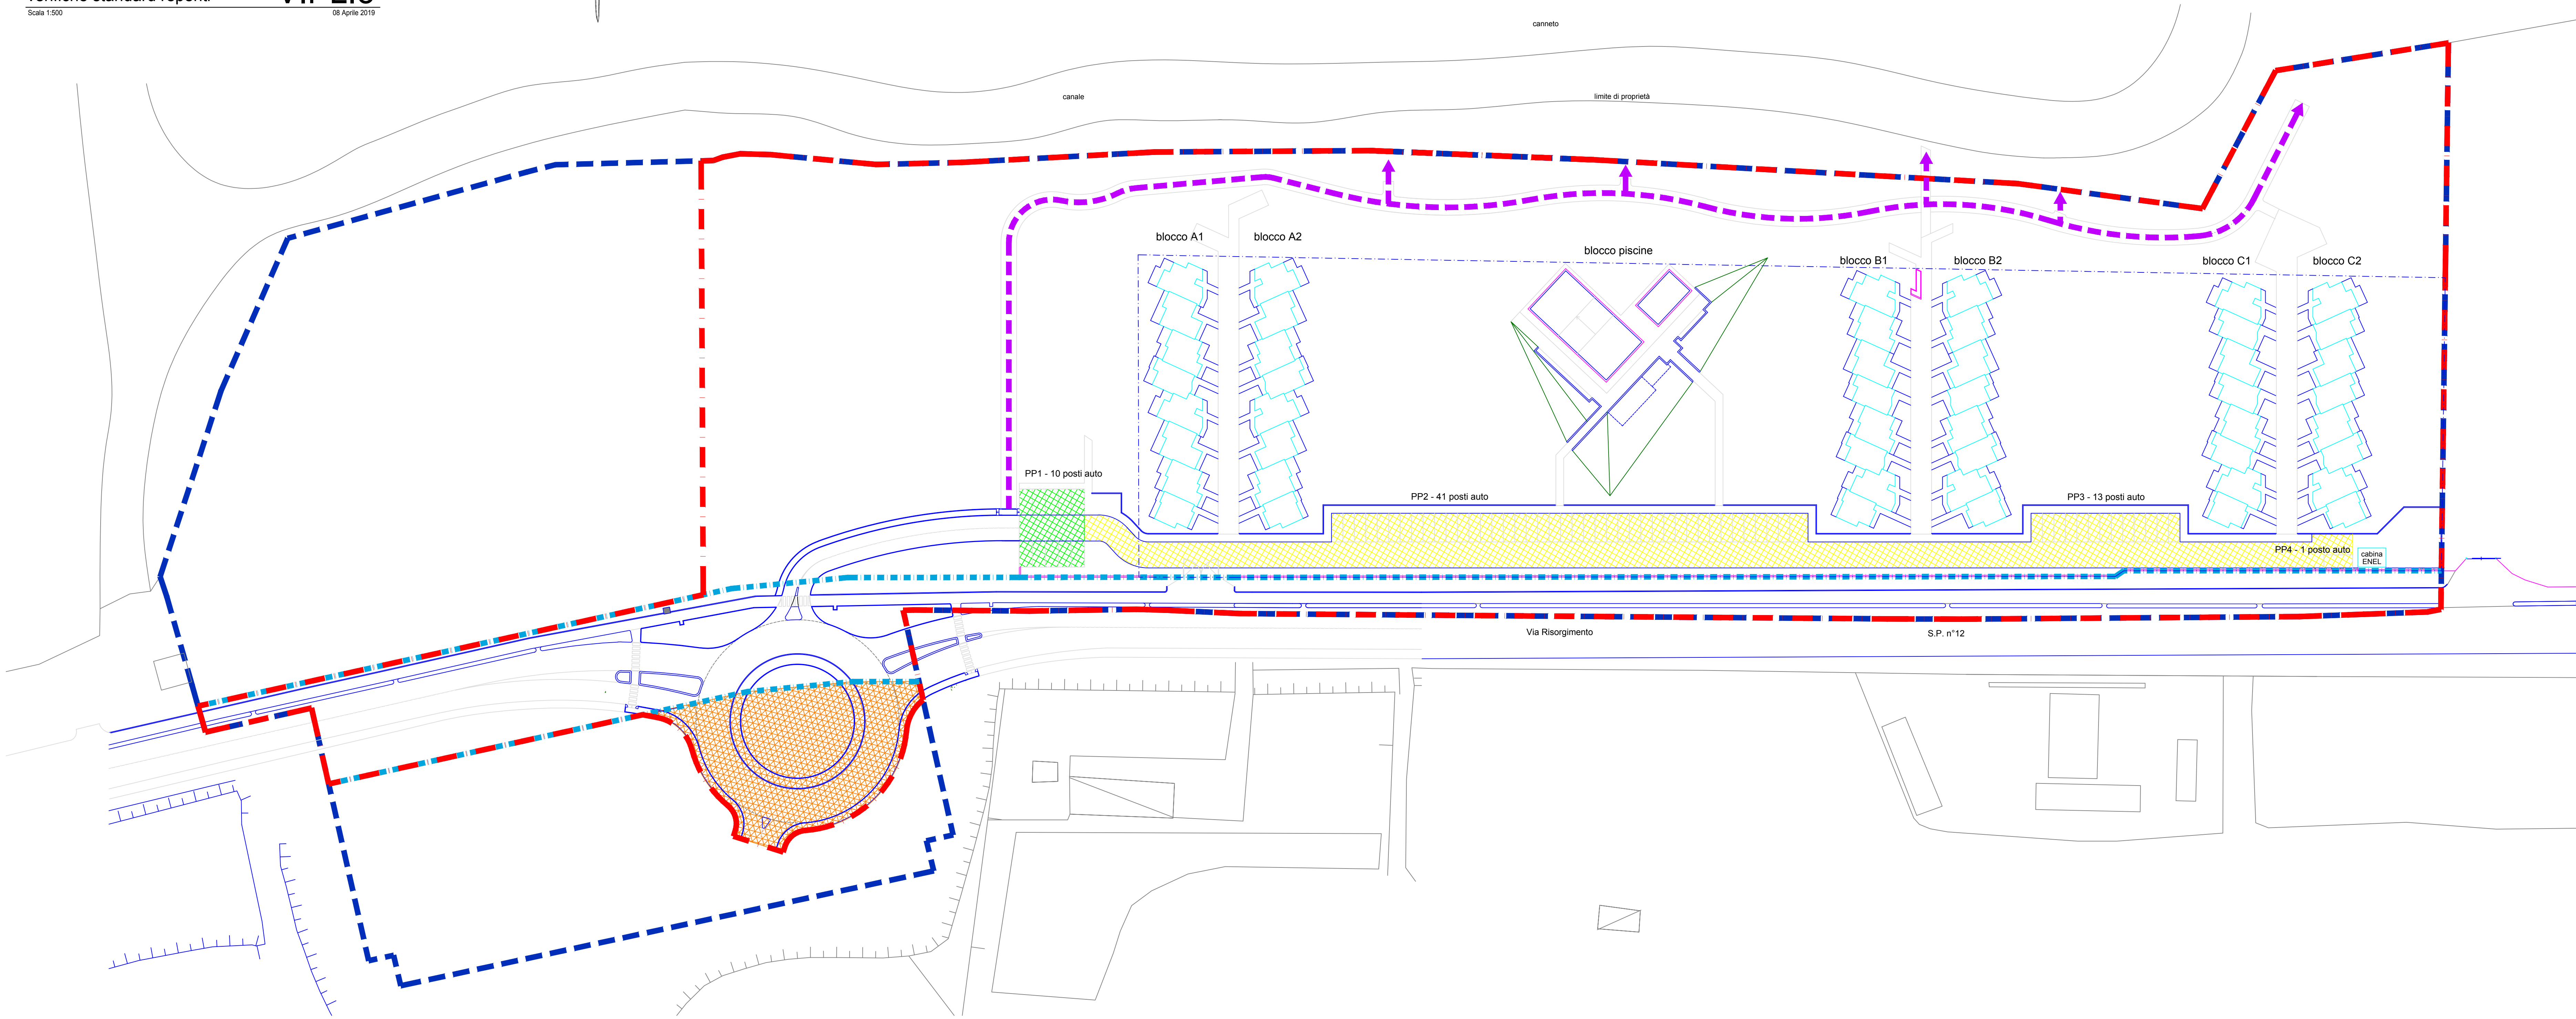 Scala 1:500
08 Aprile 2019
canneto
canale
limite di proprietà
blocco A1
blocco A2
blocco piscine
blocco B1
blocco B2
blocco C1
blocco C2
PP1 - 10 posti auto
PP2 - 41 posti auto
PP3 - 13 posti auto
PP4 - 1 posto auto
cabina
ENEL
Via Risorgimento
S.P. n°12